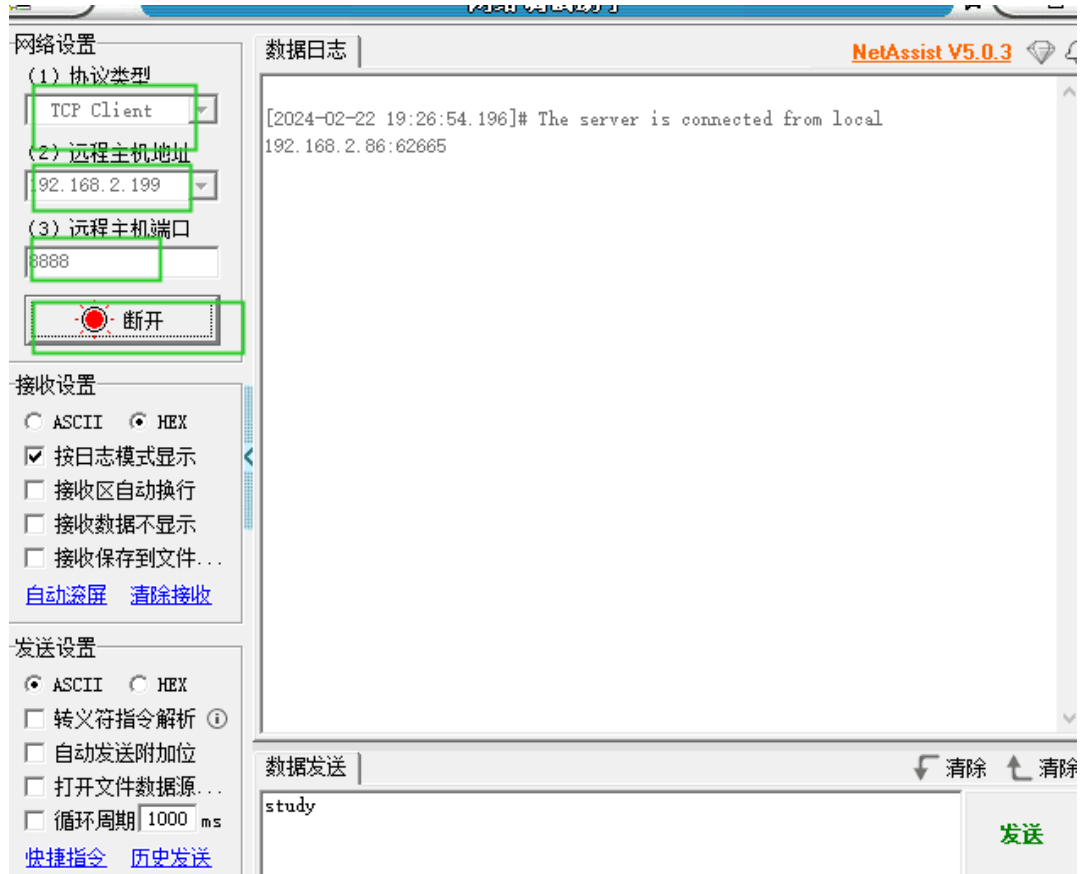 网络调试助手
网络设置
(1) 协议类型
TCP Client
(2) 远程主机地址
192.168.2.199
(3) 远程主机端口
8888
断开
接收设置
ASCII HEX
按日志模式显示
接收区自动换行
接收数据不显示
接收保存到文件...
自动滚屏 清除接收
发送设置
ASCII HEX
转义符指令解析
自动发送附加位
打开文件数据源...
循环周期 1000 ms
快捷指令 历史发送
数据日志 NetAssist V5.0.3
[2024-02-22 19:26:54.196]# The server is connected from local
192.168.2.86:62665
数据发送 清除 清除
study
发送